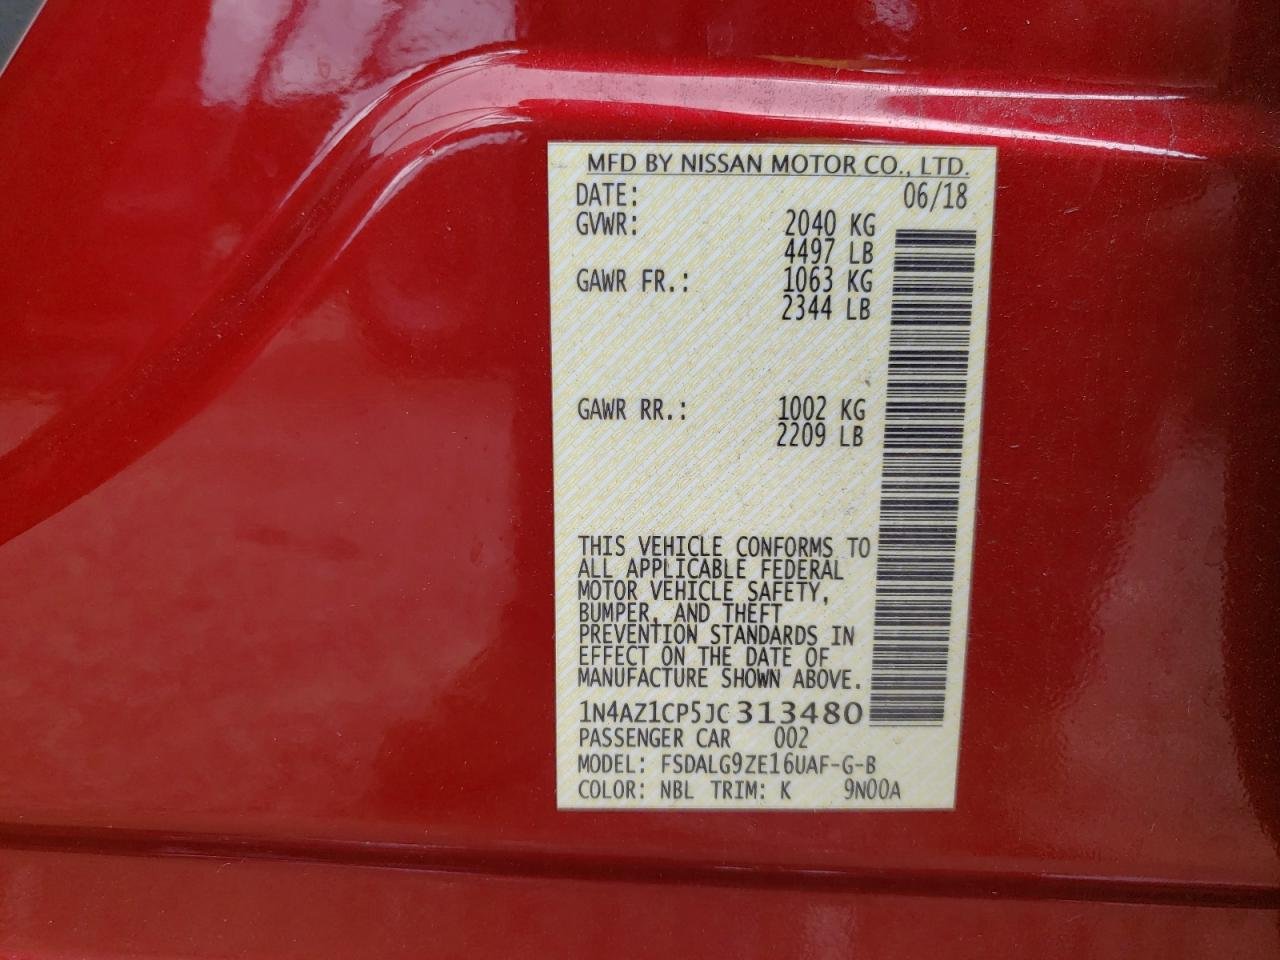 MFD BY NISSAN MOTOR CO., LTD.
DATE: 06/18
GVWR: 2040 KG
4497 LB
GAWR FR.: 1063 KG
2344 LB
GAWR RR.: 1002 KG
2209 LB
THIS VEHICLE CONFORMS TO
ALL APPLICABLE FEDERAL
MOTOR VEHICLE SAFETY,
BUMPER, AND THEFT
PREVENTION STANDARDS IN
EFFECT ON THE DATE OF
MANUFACTURE SHOWN ABOVE.
1N4AZ1CP5JC313480
PASSENGER CAR 002
MODEL: FSDALG9ZE16UAF-G-B
COLOR: NBL TRIM: K 9N00A